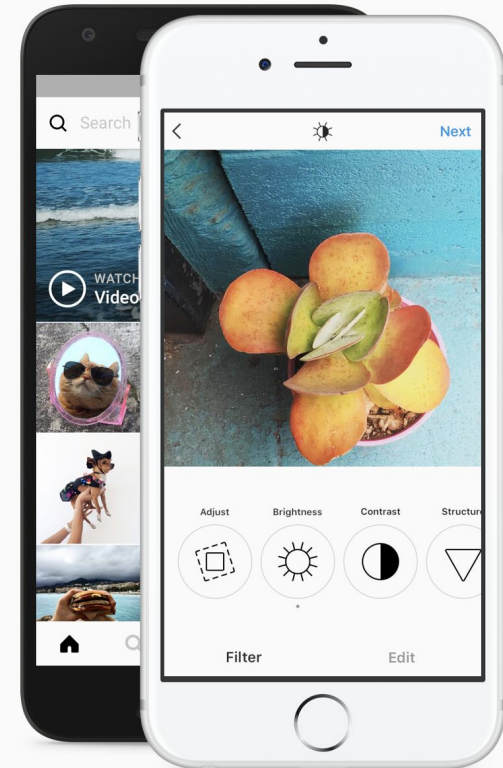 Search
WATCH
Video
Next
Adjust Brightness Contrast Structure
Filter Edit